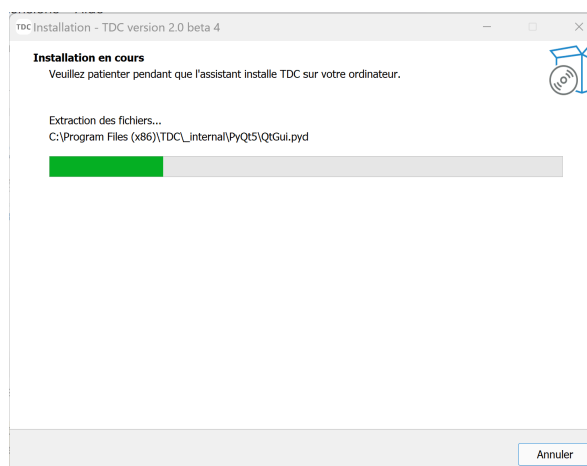 TDC Installation - TDC version 2.0 beta 4
Installation en cours
Veuillez patienter pendant que l'assistant installe TDC sur votre ordinateur.
Extraction des fichiers...
C:\Program Files (x86)\TDC\_internal\PyQt5\QtGui.pyd
Annuler